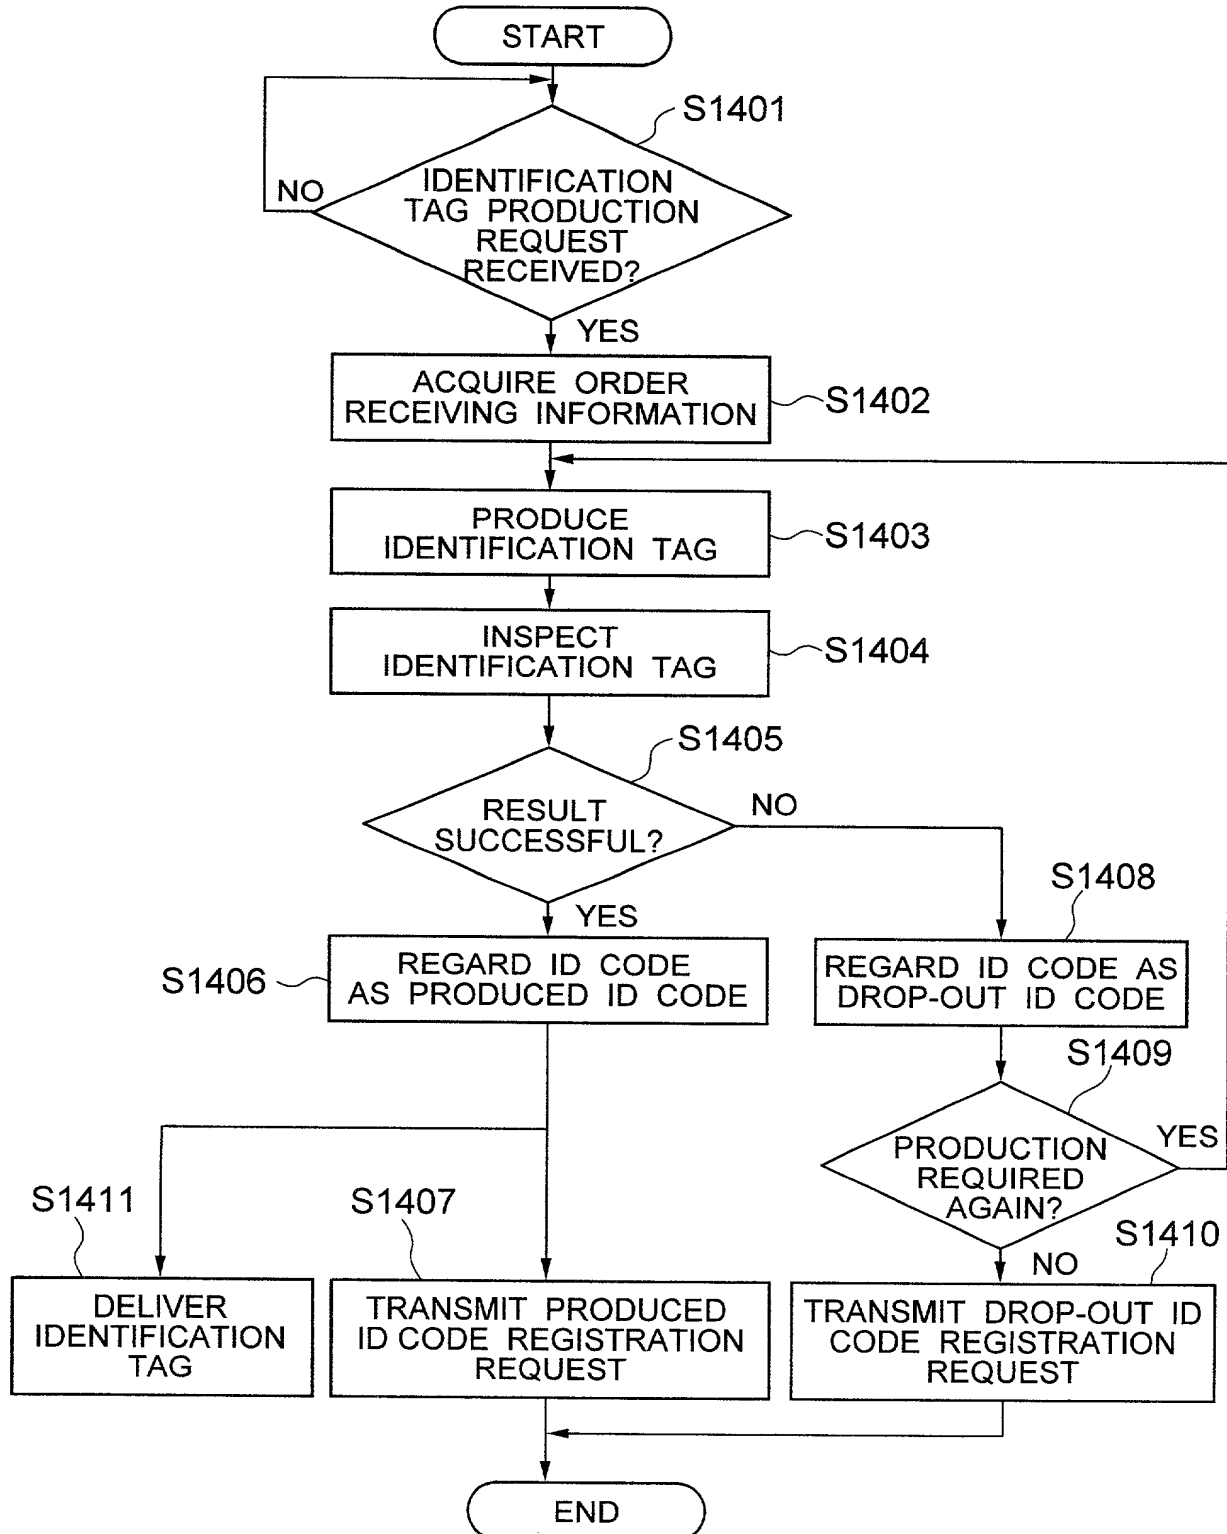 START
S1401
NO
IDENTIFICATION
TAG PRODUCTION
REQUEST
RECEIVED?
YES
ACQUIRE ORDER
RECEIVING INFORMATION
S1402
PRODUCE
IDENTIFICATION TAG
S1403
INSPECT
IDENTIFICATION TAG
S1404
S1405
RESULT
SUCCESSFUL?
NO
YES
S1406
REGARD ID CODE
AS PRODUCED ID CODE
S1408
REGARD ID CODE AS
DROP-OUT ID CODE
S1409
PRODUCTION
REQUIRED
AGAIN?
YES
NO
S1411
DELIVER
IDENTIFICATION
TAG
S1407
TRANSMIT PRODUCED
ID CODE REGISTRATION
REQUEST
S1410
TRANSMIT DROP-OUT ID
CODE REGISTRATION
REQUEST
END